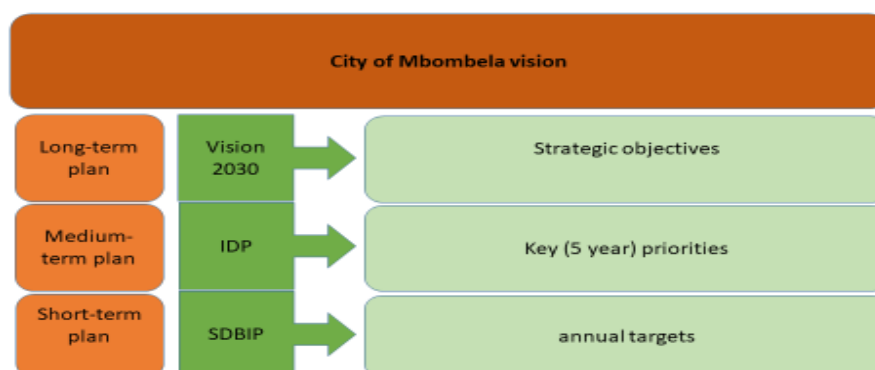 City of Mbombela vision
Long-term
plan
Vision
2030
Strategic objectives
Medium-
term plan
IDP
Key (5 year) priorities
Short-term
plan
SDBIP
annual targets